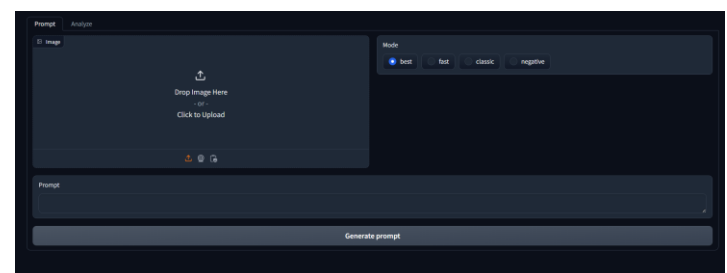 Prompt Analyze
Image
Drop Image Here
- or -
Click to Upload
Mode
best fast classic negative
Prompt
Generate prompt